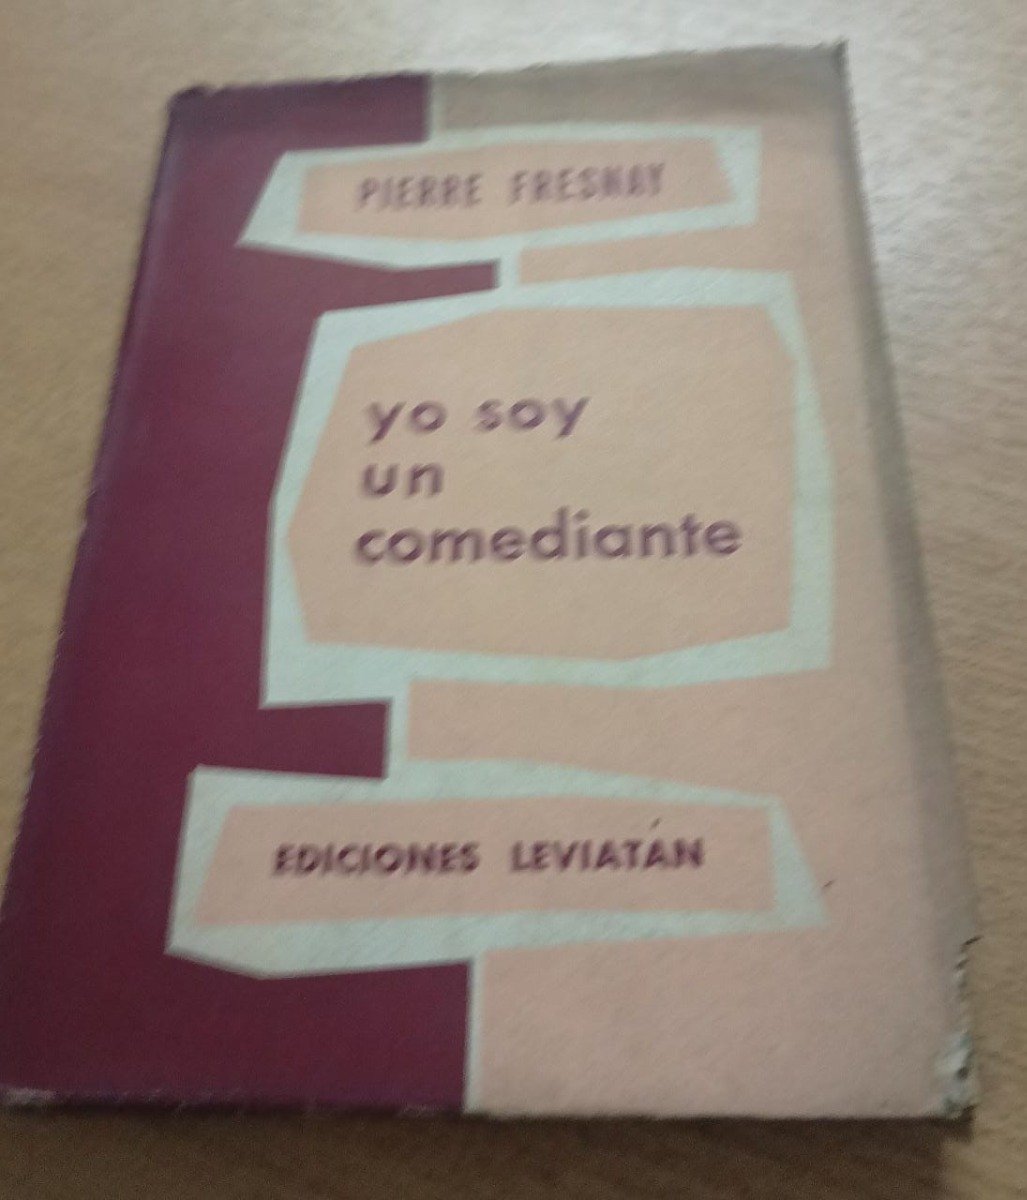 PIERRE FRESNAY
yo soy
un
comediante
EDICIONES LEVIATÁN